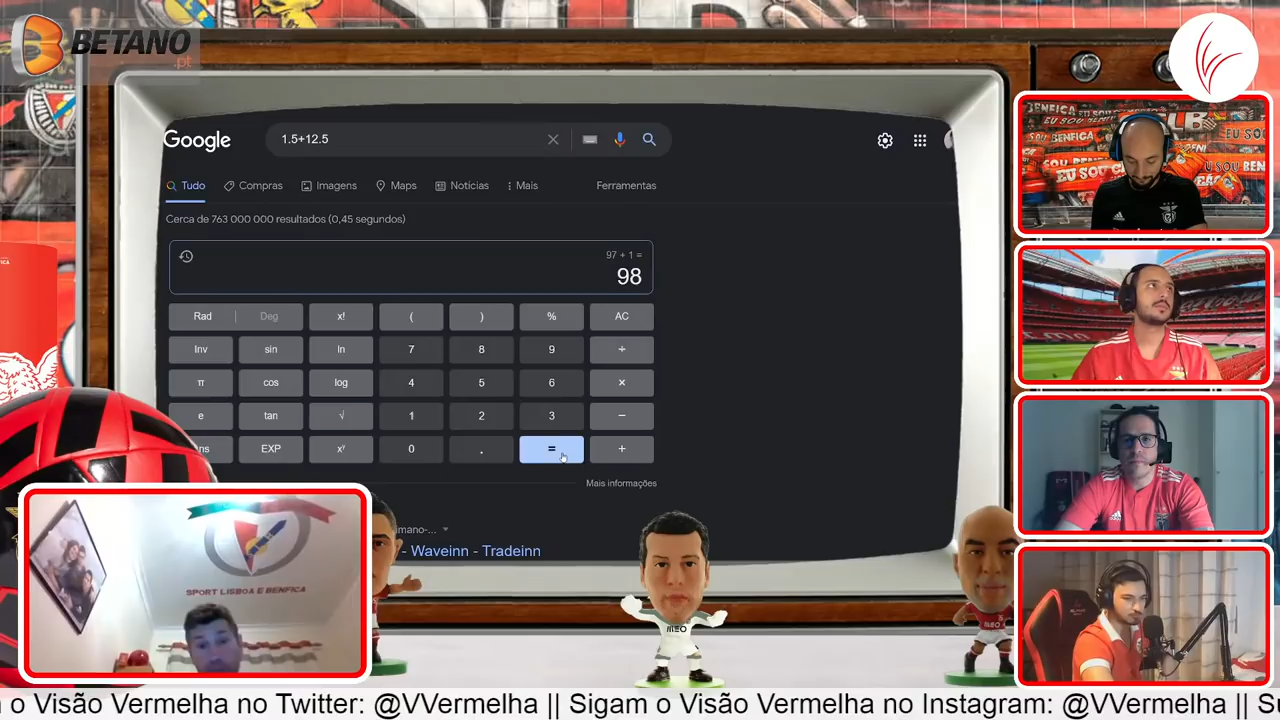 BETANO
.pt
Google
1.5+12.5
Tudo
Compras
Imagens
Maps
Notícias
Mais
Ferramentas
Cerca de 763 000 000 resultados (0,45 segundos)
97 + 1 =
98
Rad
Deg
x!
(
)
%
AC
Inv
sin
ln
7
8
9
÷
π
cos
log
4
5
6
×
e
tan
√
1
2
3
−
EXP
xʸ
0
.
=
+
Mais informações
- Waveinn - Tradeinn
SPORT LISBOA E BENFICA
MEO
BENFICA
EU SOU BENFICA
SLB
EU SOU
o Visão Vermelha no Twitter: @VVermelha || Sigam o Visão Vermelha no Instagram: @VVermelha ||